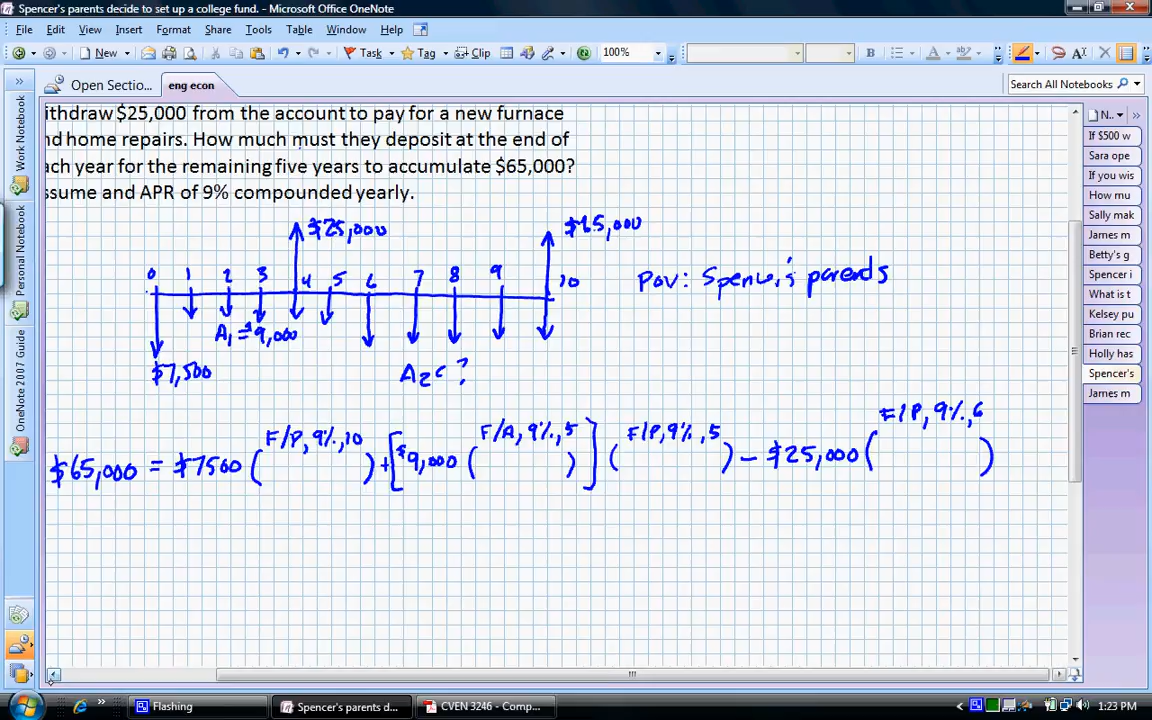 Spencer's parents decide to set up a college fund. - Microsoft Office OneNote
File Edit View Insert Format Share Tools Table Window Help
New Task Tag Clip 100% B A
» Open Sectio... eng econ Search All Notebooks
Work Notebook
Personal Notebook
OneNote 2007 Guide
ithdraw $25,000 from the account to pay for a new furnace
nd home repairs. How much must they deposit at the end of
ach year for the remaining five years to accumulate $65,000?
ssume and APR of 9% compounded yearly.
$25,000 $65,000
0 1 2 3 4 5 6 7 8 9 10
POV: Spencer's parents
A1 = $9,000
$7,500
A2 = ?
F/P, 9%, 10 F/A, 9%, 5 F/P, 9%, 5 F/P, 9%, 6
$65,000 = $7500 ( ) + [ $9,000 ( ) ] ( ) - $25,000 ( )
N.. »
If $500 w
Sara ope
If you wis
How mu
Sally mak
James m
Betty's g
Spencer i
What is t
Kelsey pu
Brian rec
Holly has
Spencer's
James m
» Flashing Spencer's parents d... CVEN 3246 - Comp... 1:23 PM